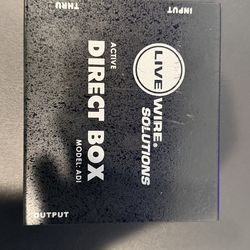 INPUT
THRU
LIVE WIRE®
SOLUTIONS
ACTIVE
DIRECT BOX
MODEL: ADI
OUTPUT